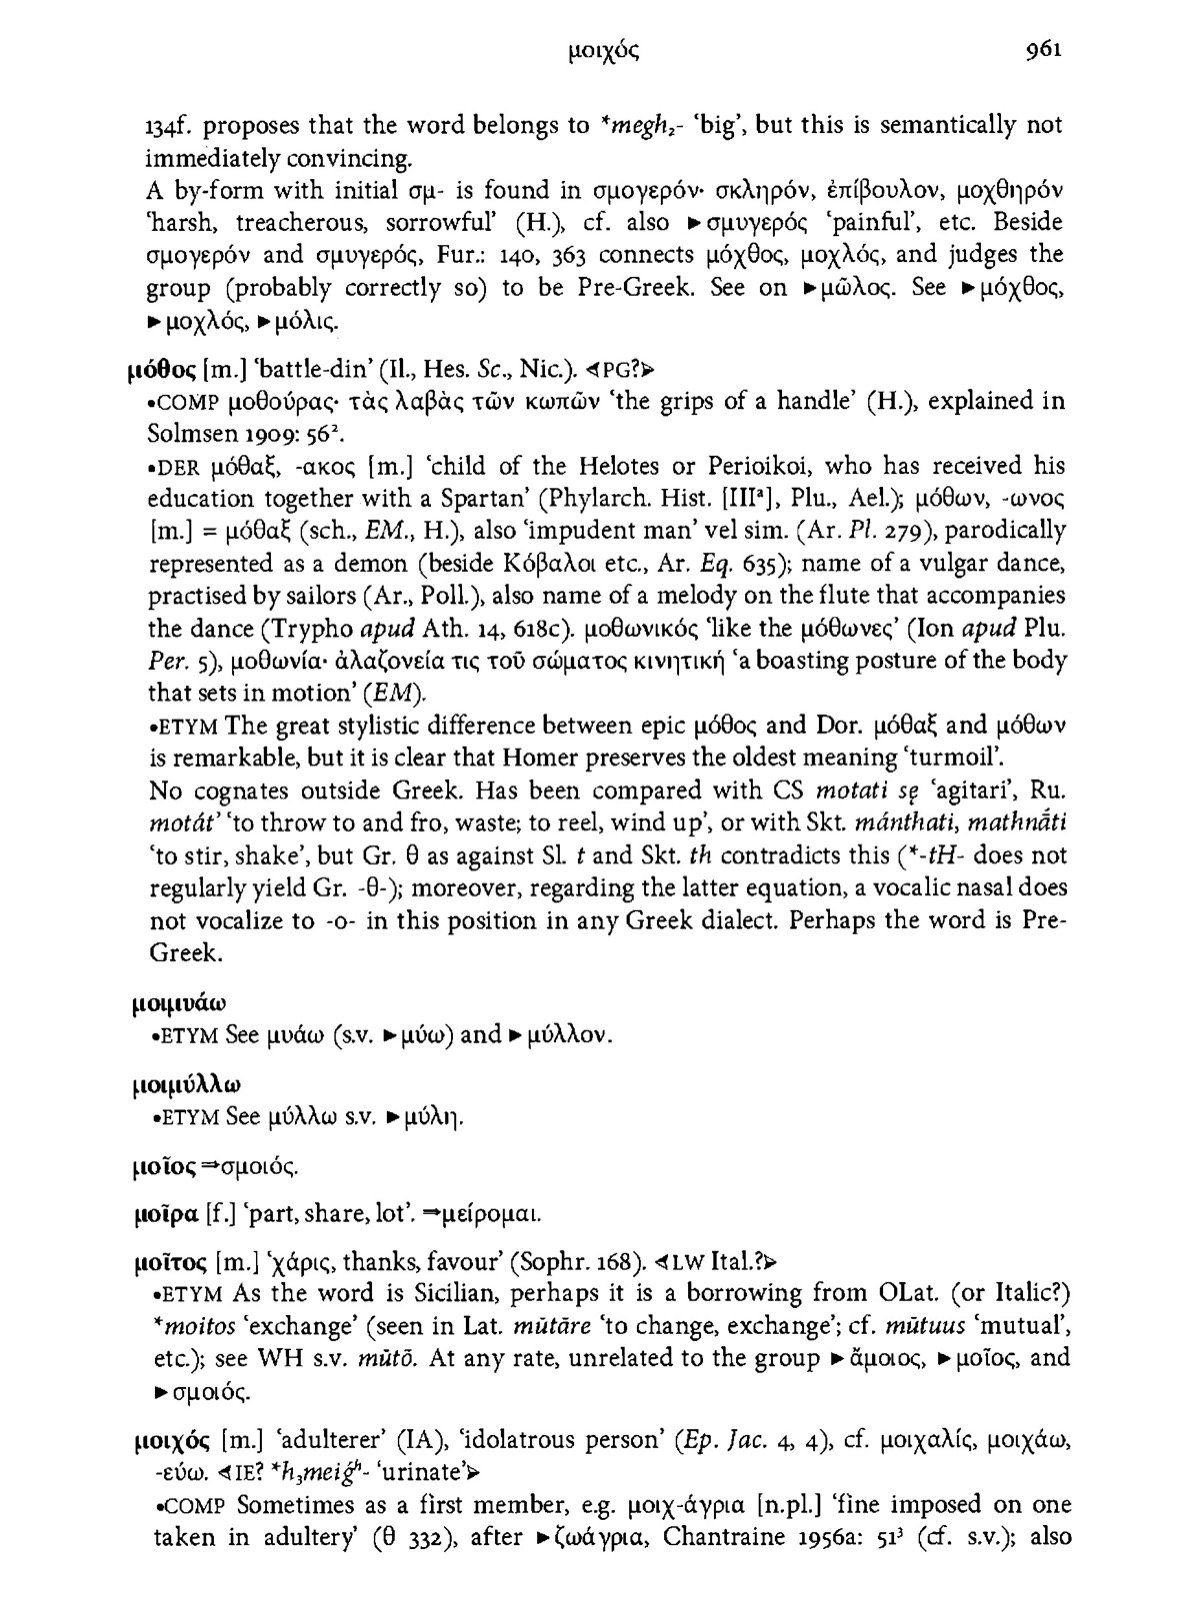 μοιχός 961
134f. proposes that the word belongs to *megh₂- ‘big’, but this is semantically not
immediately convincing.
A by-form with initial σμ- is found in σμογερόν· σκληρόν, ἐπίβουλον, μοχθηρόν
‘harsh, treacherous, sorrowful’ (H.), cf. also ►σμυγερός ‘painful’, etc. Beside
σμογερόν and σμυγερός, Fur.: 140, 363 connects μόχθος, μοχλός, and judges the
group (probably correctly so) to be Pre-Greek. See on ►μῶλος. See ►μόχθος,
►μοχλός, ►μόλις.
μόθος [m.] ‘battle-din’ (Il., Hes. Sc., Nic.). ⋖PG?⋗
•COMP μοθούρας· τὰς λαβὰς τῶν κωπῶν ‘the grips of a handle’ (H.), explained in
Solmsen 1909: 56².
•DER μόθαξ, -ακος [m.] ‘child of the Helotes or Perioikoi, who has received his
education together with a Spartan’ (Phylarch. Hist. [IIIᵃ], Plu., Ael.); μόθων, -ωνος
[m.] = μόθαξ (sch., EM., H.), also ‘impudent man’ vel sim. (Ar. Pl. 279), parodically
represented as a demon (beside Κόβαλοι etc., Ar. Eq. 635); name of a vulgar dance,
practised by sailors (Ar., Poll.), also name of a melody on the flute that accompanies
the dance (Trypho apud Ath. 14, 618c). μοθωνικός ‘like the μόθωνες’ (Ion apud Plu.
Per. 5), μοθωνία· ἀλαζονεία τις τοῦ σώματος κινητική ‘a boasting posture of the body
that sets in motion’ (EM).
•ETYM The great stylistic difference between epic μόθος and Dor. μόθαξ and μόθων
is remarkable, but it is clear that Homer preserves the oldest meaning ‘turmoil’.
No cognates outside Greek. Has been compared with CS motati sę ‘agitari’, Ru.
motát’ ‘to throw to and fro, waste; to reel, wind up’, or with Skt. mánthati, mathnā́ti
‘to stir, shake’, but Gr. θ as against Sl. t and Skt. th contradicts this (*-tH- does not
regularly yield Gr. -θ-); moreover, regarding the latter equation, a vocalic nasal does
not vocalize to -o- in this position in any Greek dialect. Perhaps the word is Pre-
Greek.
μοιμυάω
•ETYM See μυάω (s.v. ►μύω) and ►μύλλον.
μοιμύλλω
•ETYM See μύλλω s.v. ►μύλη.
μοῖος ⇒σμοιός.
μοῖρα [f.] ‘part, share, lot’. ⇒μείρομαι.
μοῖτος [m.] ‘χάρις, thanks, favour’ (Sophr. 168). ⋖LW Ital.?⋗
•ETYM As the word is Sicilian, perhaps it is a borrowing from OLat. (or Italic?)
*moitos ‘exchange’ (seen in Lat. mūtāre ‘to change, exchange’; cf. mūtuus ‘mutual’,
etc.); see WH s.v. mūtō. At any rate, unrelated to the group ►ἄμοιος, ►μοῖος, and
►σμοιός.
μοιχός [m.] ‘adulterer’ (IA), ‘idolatrous person’ (Ep. Jac. 4, 4), cf. μοιχαλίς, μοιχάω,
-εύω. ⋖IE? *h₃meiǵʰ- ‘urinate’⋗
•COMP Sometimes as a first member, e.g. μοιχ-άγρια [n.pl.] ‘fine imposed on one
taken in adultery’ (θ 332), after ►ζωάγρια, Chantraine 1956a: 51³ (cf. s.v.); also